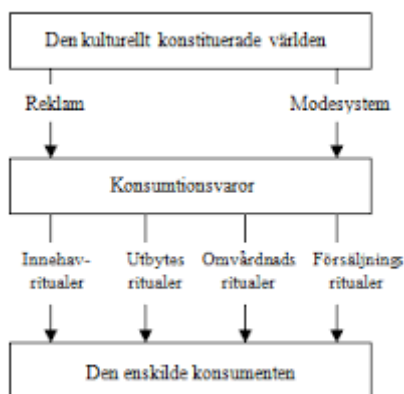 Den kulturellt konstituerade världen
Reklam
Modesystem
Konsumtionsvaror
Innehav-
ritualer
Utbytes
ritualer
Omvårdnads
ritualer
Försäljnings
ritualer
Den enskilde konsumenten